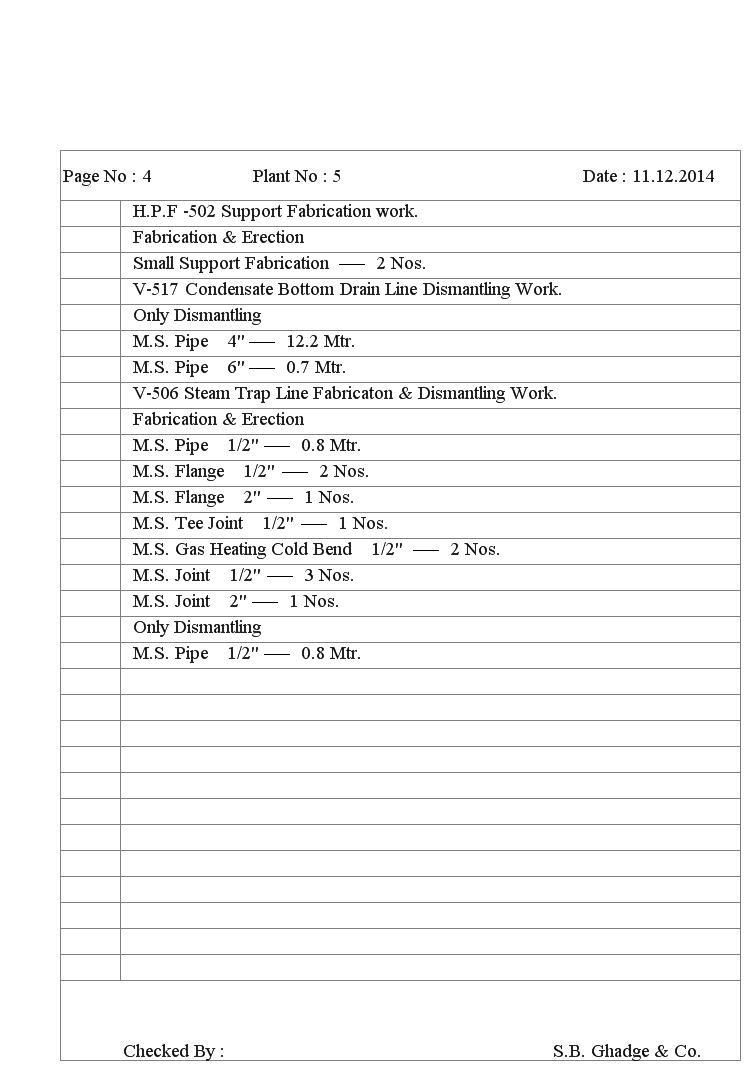 Page No : 4 Plant No : 5 Date : 11.12.2014
H.P.F -502 Support Fabrication work.
Fabrication & Erection
Small Support Fabrication —— 2 Nos.
V-517 Condensate Bottom Drain Line Dismantling Work.
Only Dismantling
M.S. Pipe 4" —— 12.2 Mtr.
M.S. Pipe 6" —— 0.7 Mtr.
V-506 Steam Trap Line Fabricaton & Dismantling Work.
Fabrication & Erection
M.S. Pipe 1/2" —— 0.8 Mtr.
M.S. Flange 1/2" —— 2 Nos.
M.S. Flange 2" —— 1 Nos.
M.S. Tee Joint 1/2" —— 1 Nos.
M.S. Gas Heating Cold Bend 1/2" —— 2 Nos.
M.S. Joint 1/2" —— 3 Nos.
M.S. Joint 2" —— 1 Nos.
Only Dismantling
M.S. Pipe 1/2" —— 0.8 Mtr.
Checked By : S.B. Ghadge & Co.